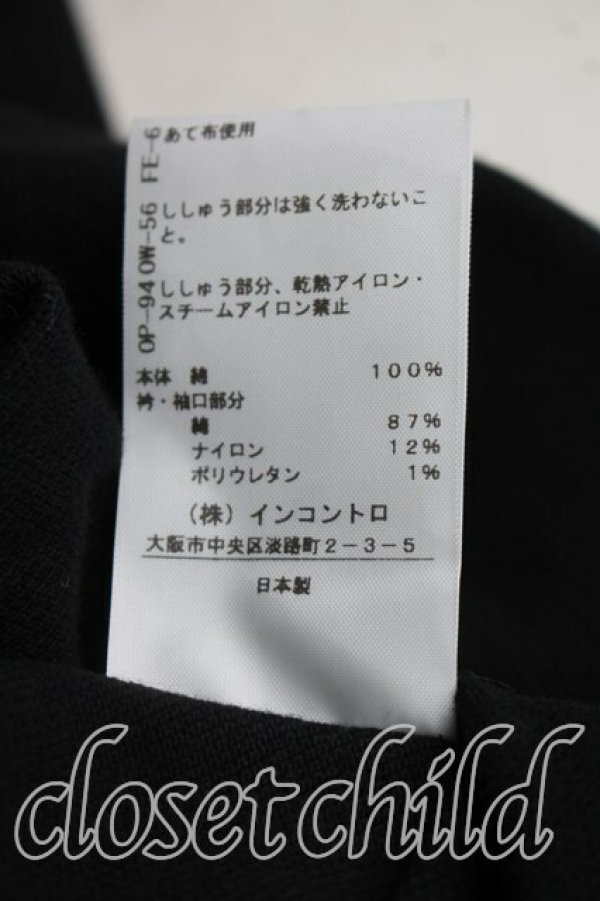 あて布使用
ししゅう部分は強く洗わないこ
と。
ししゅう部分、乾熱アイロン・
スチームアイロン禁止
OP-94 OW-56 FE-6
本体 綿 100%
衿・袖口部分
綿 87%
ナイロン 12%
ポリウレタン 1%
(株)インコントロ
大阪市中央区淡路町2-3-5
日本製
closet child